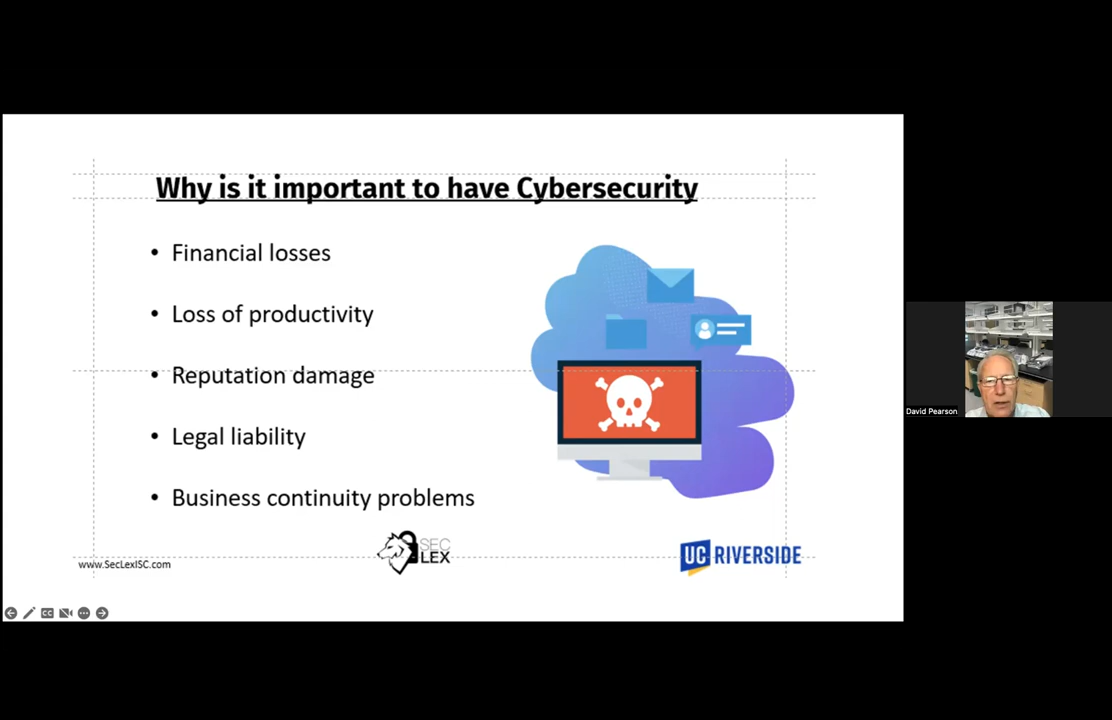 Why is it important to have Cybersecurity
• Financial losses
• Loss of productivity
• Reputation damage
• Legal liability
• Business continuity problems
www.SecLexISC.com
SEC
LEX
UC RIVERSIDE
CC
David Pearson